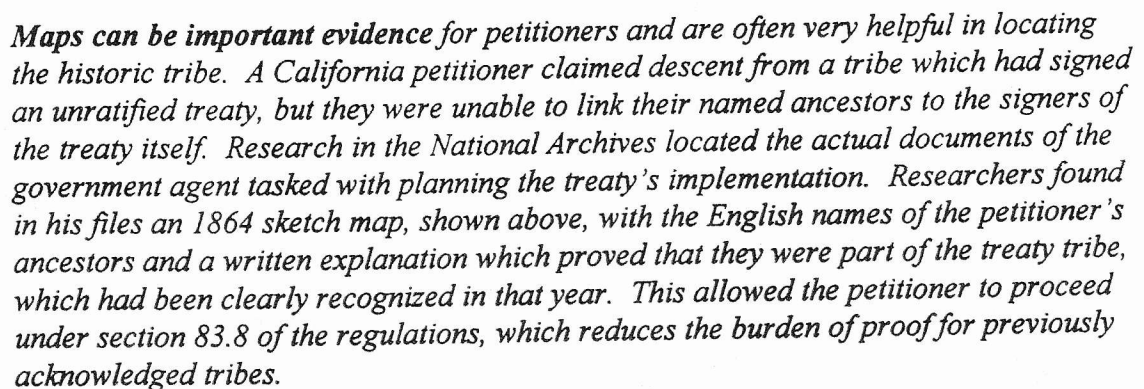 Maps can be important evidence for petitioners and are often very helpful in locating
the historic tribe.  A California petitioner claimed descent from a tribe which had signed
an unratified treaty, but they were unable to link their named ancestors to the signers of
the treaty itself.  Research in the National Archives located the actual documents of the
government agent tasked with planning the treaty's implementation.  Researchers found
in his files an 1864 sketch map, shown above, with the English names of the petitioner's
ancestors and a written explanation which proved that they were part of the treaty tribe,
which had been clearly recognized in that year.  This allowed the petitioner to proceed
under section 83.8 of the regulations, which reduces the burden of proof for previously
acknowledged tribes.